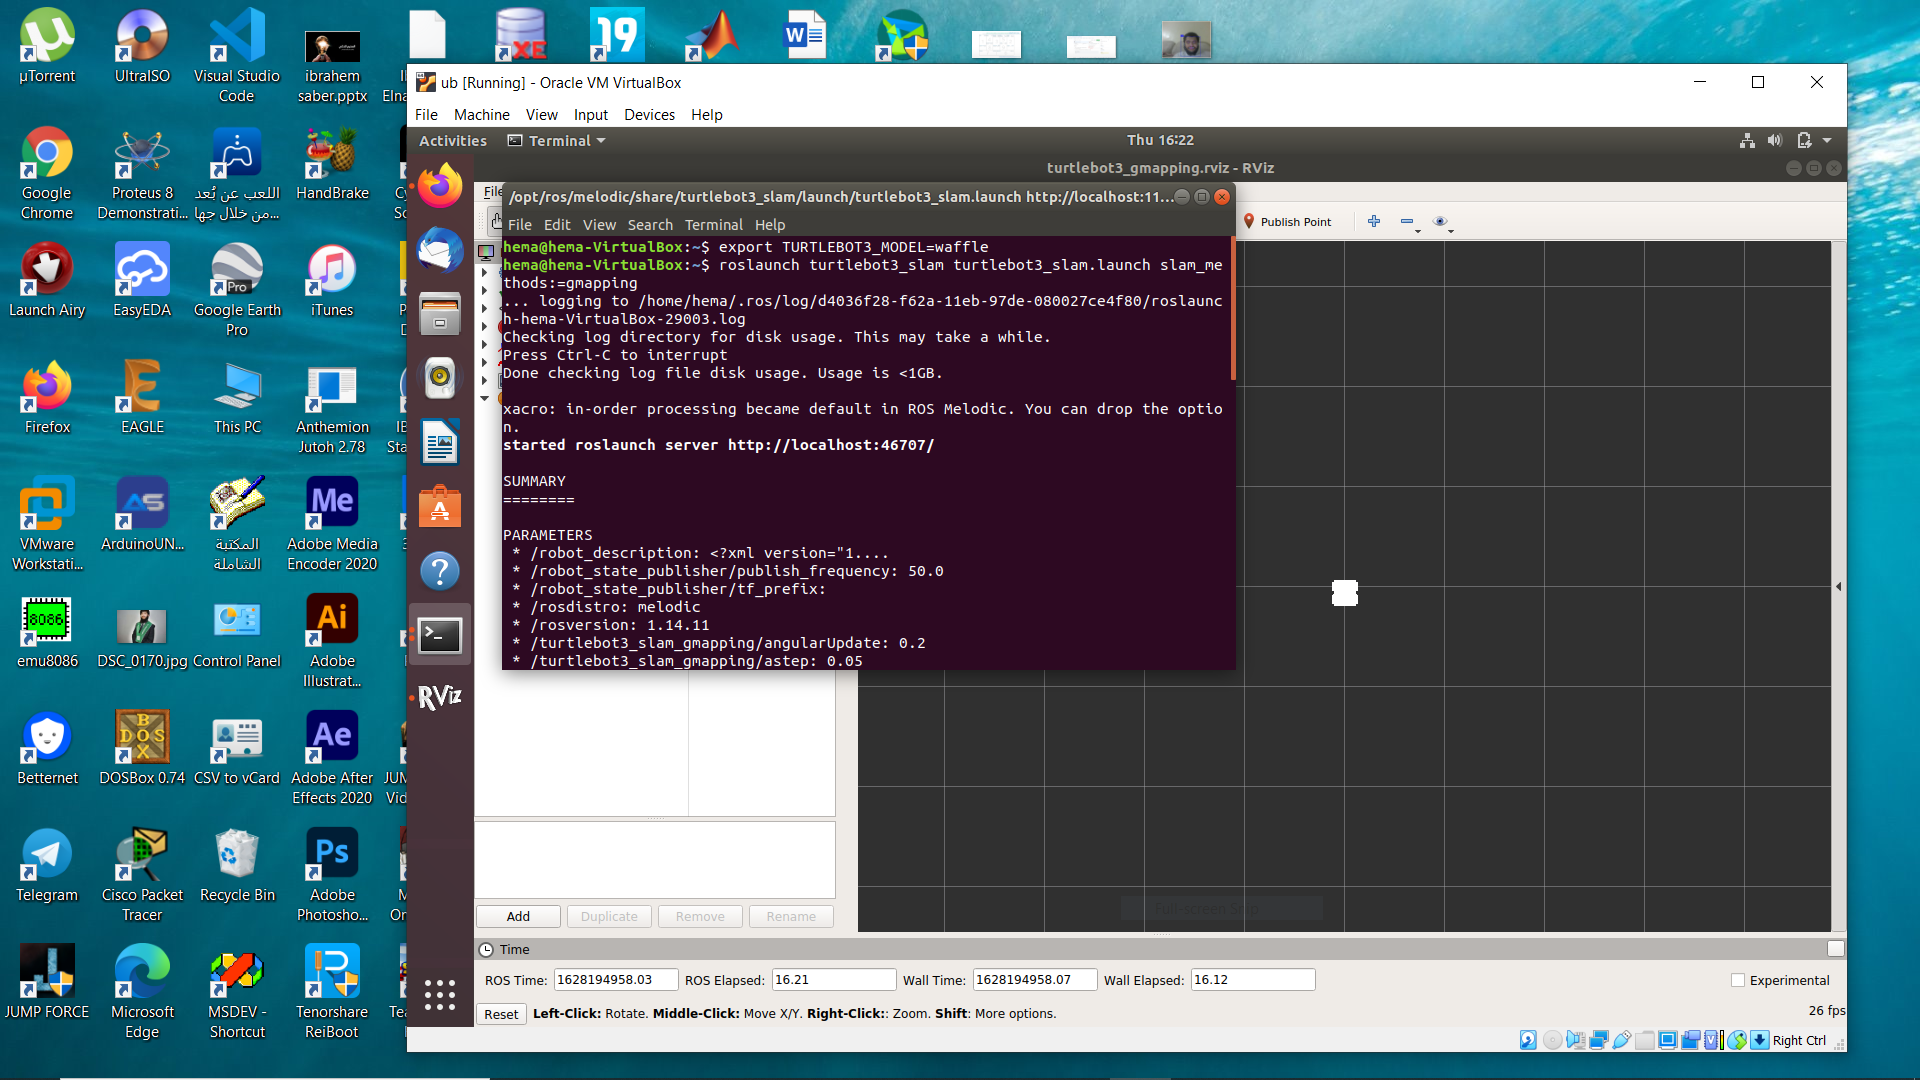 µTorrent
UltraISO
Visual Studio
Code
ibrahem
saber.pptx
Google
Chrome
Proteus 8
Demonstrati...
اللعب عن بُعد
من خلال جها...
HandBrake
Launch Airy
EasyEDA
Google Earth
Pro
iTunes
Firefox
EAGLE
This PC
Anthemion
Jutoh 2.78
VMware
Workstati...
ArduinoUN...
المكتبة
الشاملة
Adobe Media
Encoder 2020
emu8086
DSC_0170.jpg
Control Panel
Adobe
Illustrat...
Betternet
DOSBox 0.74
CSV to vCard
Adobe After
Effects 2020
Telegram
Cisco Packet
Tracer
Recycle Bin
Adobe
Photosho...
JUMP FORCE
Microsoft
Edge
MSDEV -
Shortcut
Tenorshare
ReiBoot
ub [Running] - Oracle VM VirtualBox
File Machine View Input Devices Help
Activities Terminal Thu 16:22
turtlebot3_gmapping.rviz - RViz
/opt/ros/melodic/share/turtlebot3_slam/launch/turtlebot3_slam.launch http://localhost:11...
File Edit View Search Terminal Help
Publish Point
hema@hema-VirtualBox:~$ export TURTLEBOT3_MODEL=waffle
hema@hema-VirtualBox:~$ roslaunch turtlebot3_slam turtlebot3_slam.launch slam_me
thods:=gmapping
... logging to /home/hema/.ros/log/d4036f28-f62a-11eb-97de-080027ce4f80/roslaunc
h-hema-VirtualBox-29003.log
Checking log directory for disk usage. This may take a while.
Press Ctrl-C to interrupt
Done checking log file disk usage. Usage is <1GB.
xacro: in-order processing became default in ROS Melodic. You can drop the optio
n.
started roslaunch server http://localhost:46707/
SUMMARY
========
PARAMETERS
* /robot_description: <?xml version="1....
* /robot_state_publisher/publish_frequency: 50.0
* /robot_state_publisher/tf_prefix:
* /rosdistro: melodic
* /rosversion: 1.14.11
* /turtlebot3_slam_gmapping/angularUpdate: 0.2
* /turtlebot3_slam_gmapping/astep: 0.05
RViz
Add Duplicate Remove Rename
Time
ROS Time: 1628194958.03 ROS Elapsed: 16.21 Wall Time: 1628194958.07 Wall Elapsed: 16.12 Experimental
Reset Left-Click: Rotate. Middle-Click: Move X/Y. Right-Click:: Zoom. Shift: More options.
26 fps
Right Ctrl